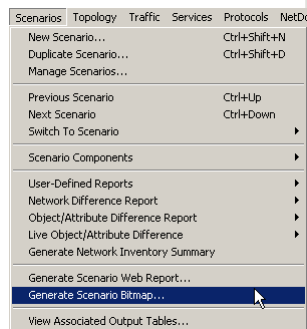 Scenarios Topology Traffic Services Protocols NetDo
New Scenario... Ctrl+Shift+N
Duplicate Scenario... Ctrl+Shift+D
Manage Scenarios...
Previous Scenario Ctrl+Up
Next Scenario Ctrl+Down
Switch To Scenario
Scenario Components
User-Defined Reports
Network Difference Report
Object/Attribute Difference Report
Live Object/Attribute Difference
Generate Network Inventory Summary
Generate Scenario Web Report...
Generate Scenario Bitmap...
View Associated Output Tables...